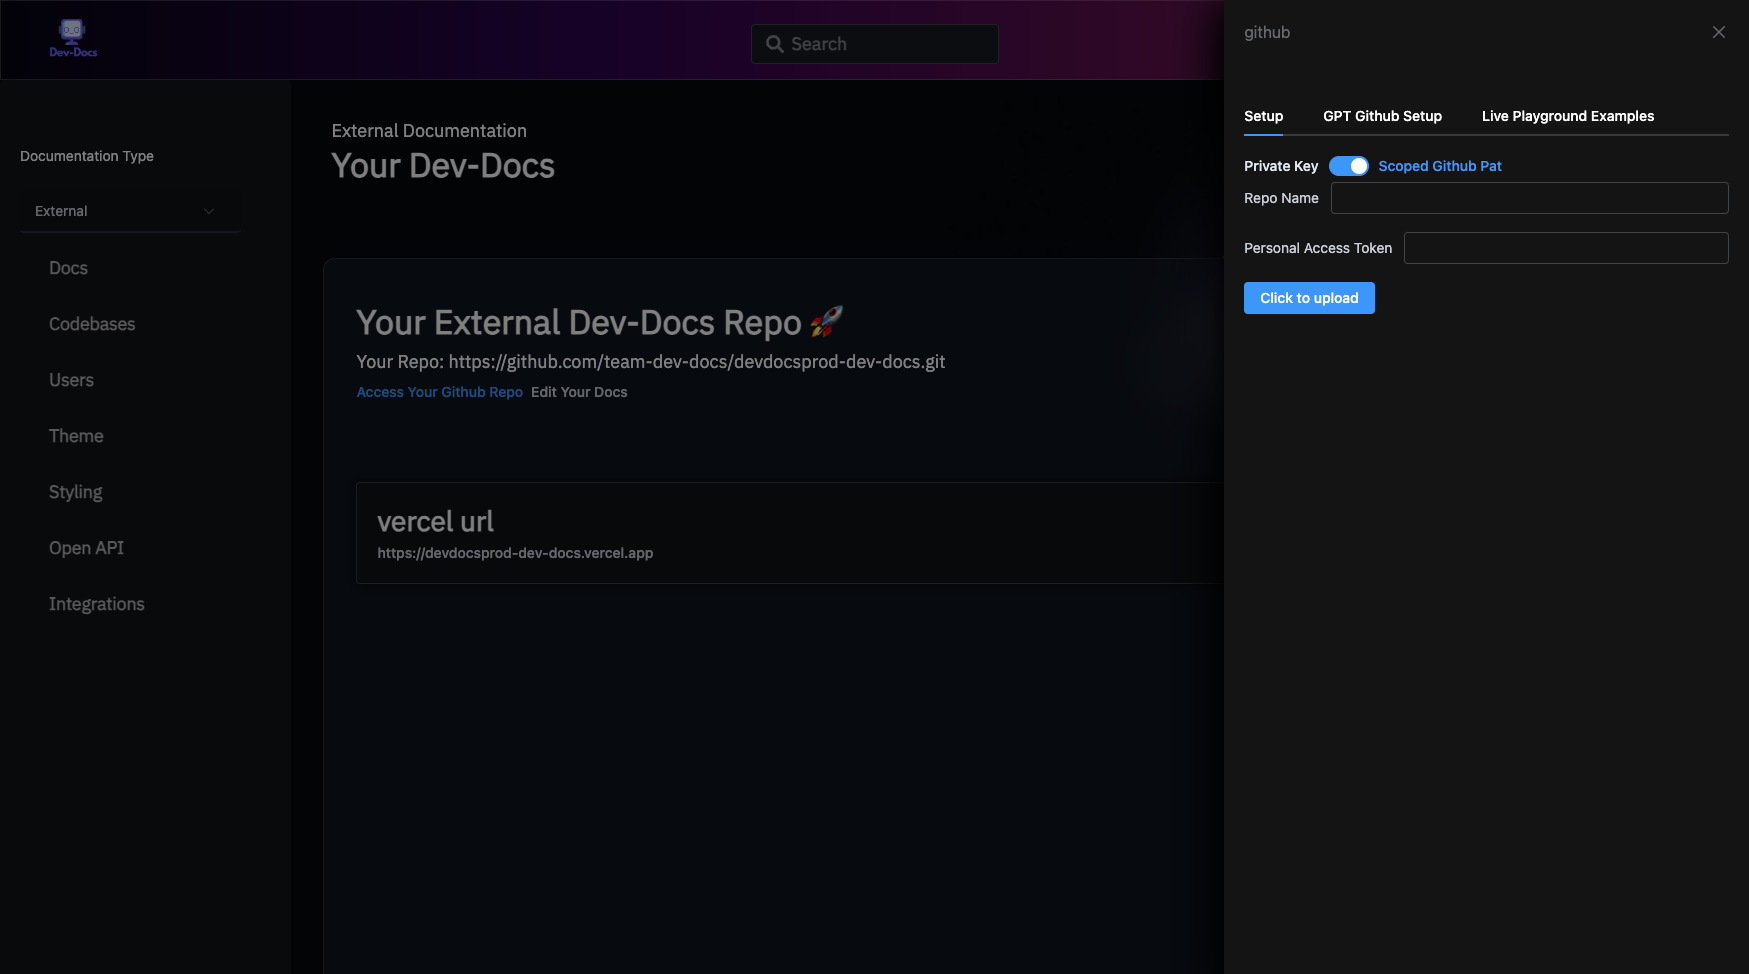 Dev-Docs
Search
Documentation Type
External
Docs
Codebases
Users
Theme
Styling
Open API
Integrations
External Documentation
Your Dev-Docs
Your External Dev-Docs Repo 🚀
Your Repo: https://github.com/team-dev-docs/devdocsprod-dev-docs.git
Access Your Github Repo Edit Your Docs
vercel url
https://devdocsprod-dev-docs.vercel.app
github
Setup GPT Github Setup Live Playground Examples
Private Key Scoped Github Pat
Repo Name
Personal Access Token
Click to upload